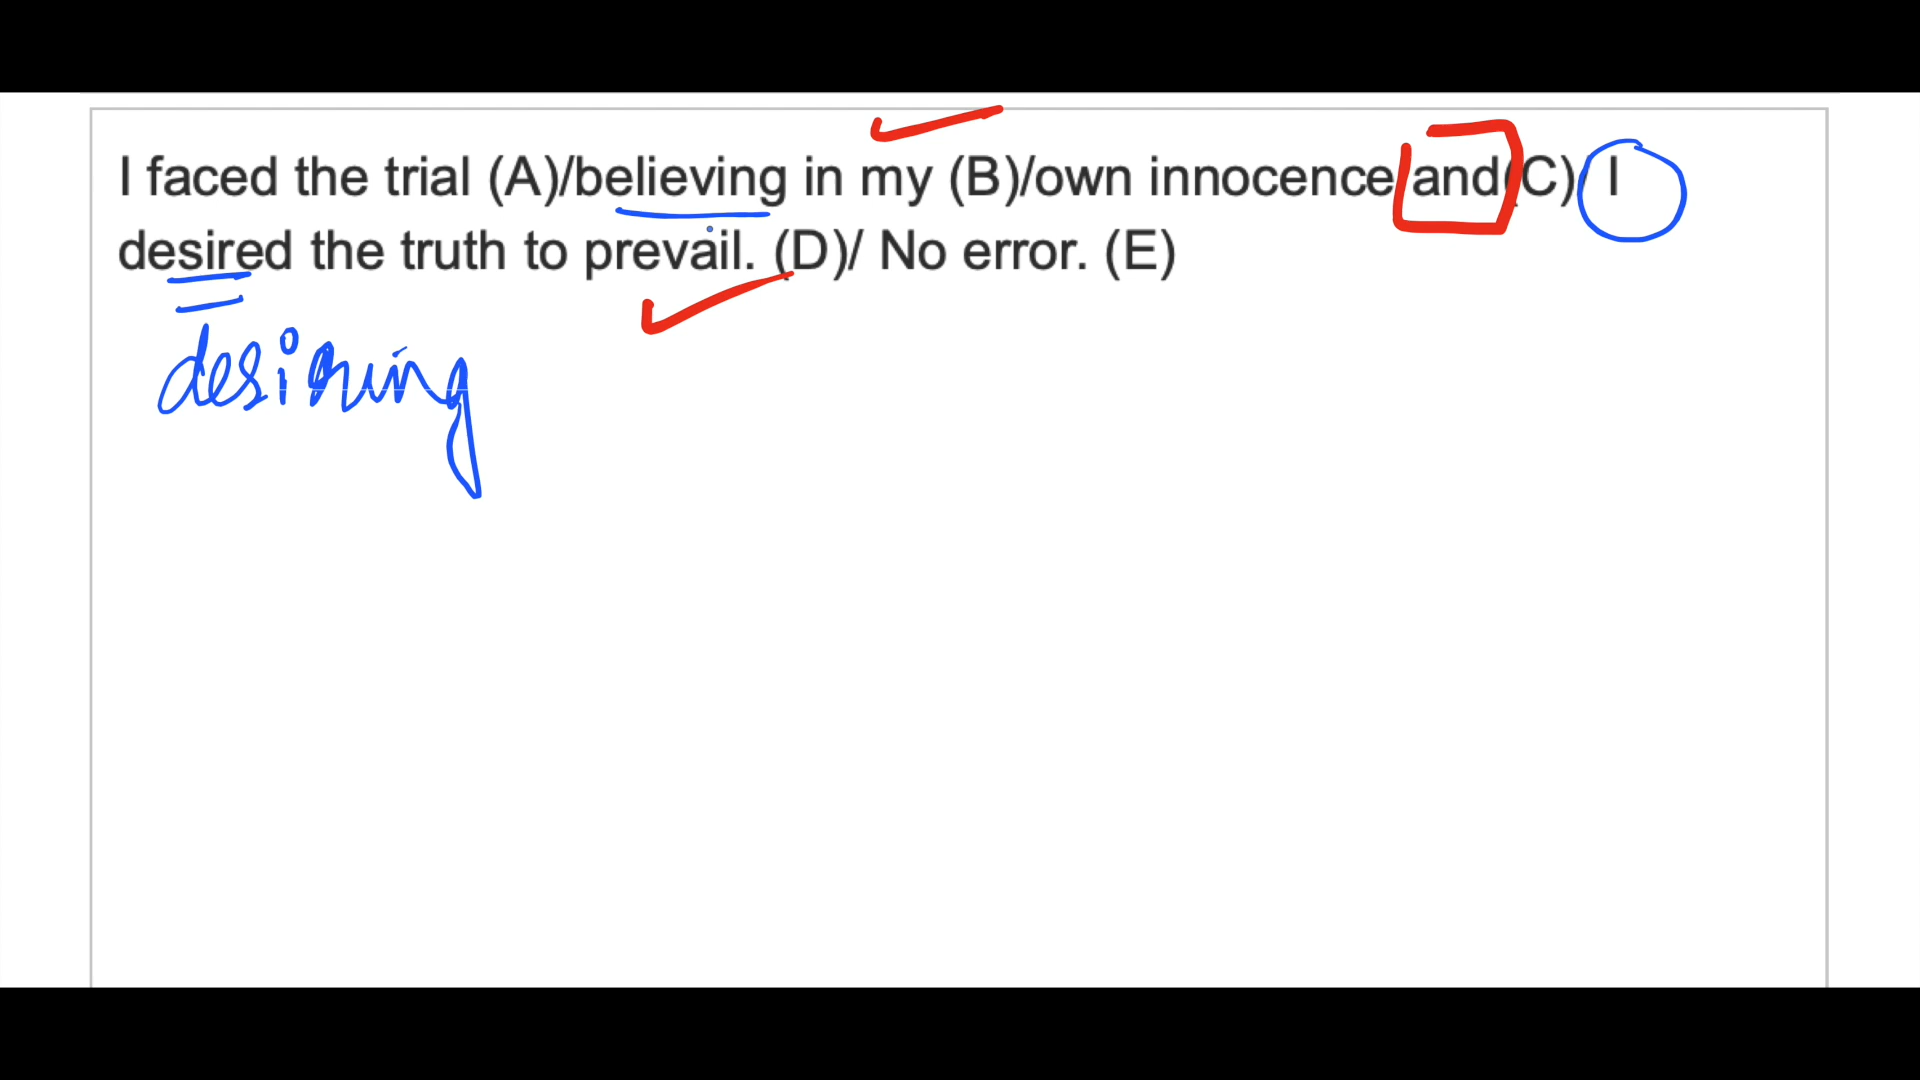 I faced the trial (A)/believing in my (B)/own innocence and(C)/ I
desired the truth to prevail. (D)/ No error. (E)
desiring